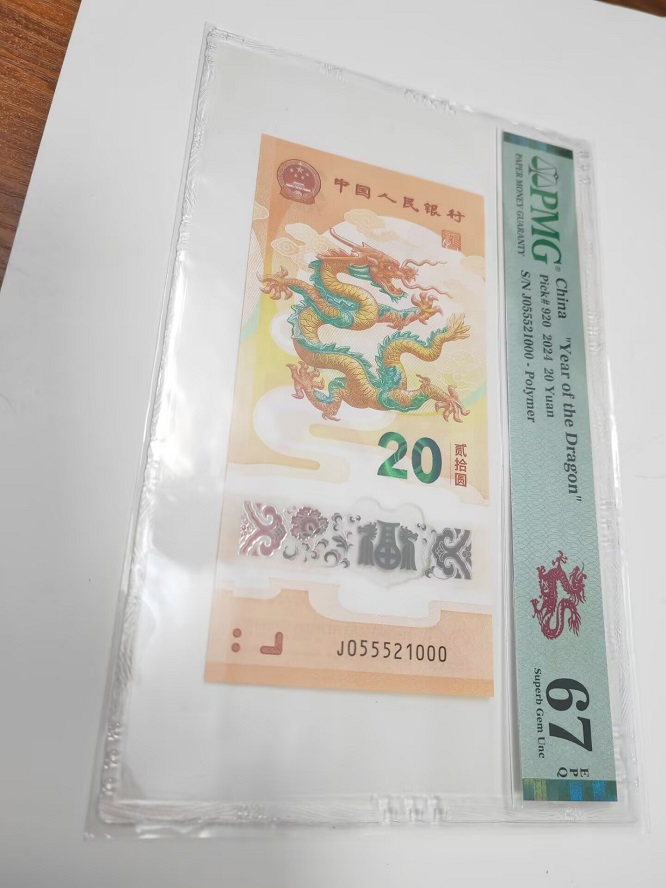 中国人民银行
20
贰拾圆
福
J055521000
PMG®
PAPER MONEY GUARANTY
China "Year of the Dragon"
Pick# 920 2024 20 Yuan
S/N J055521000 - Polymer
67
EPQ
Superb Gem Unc